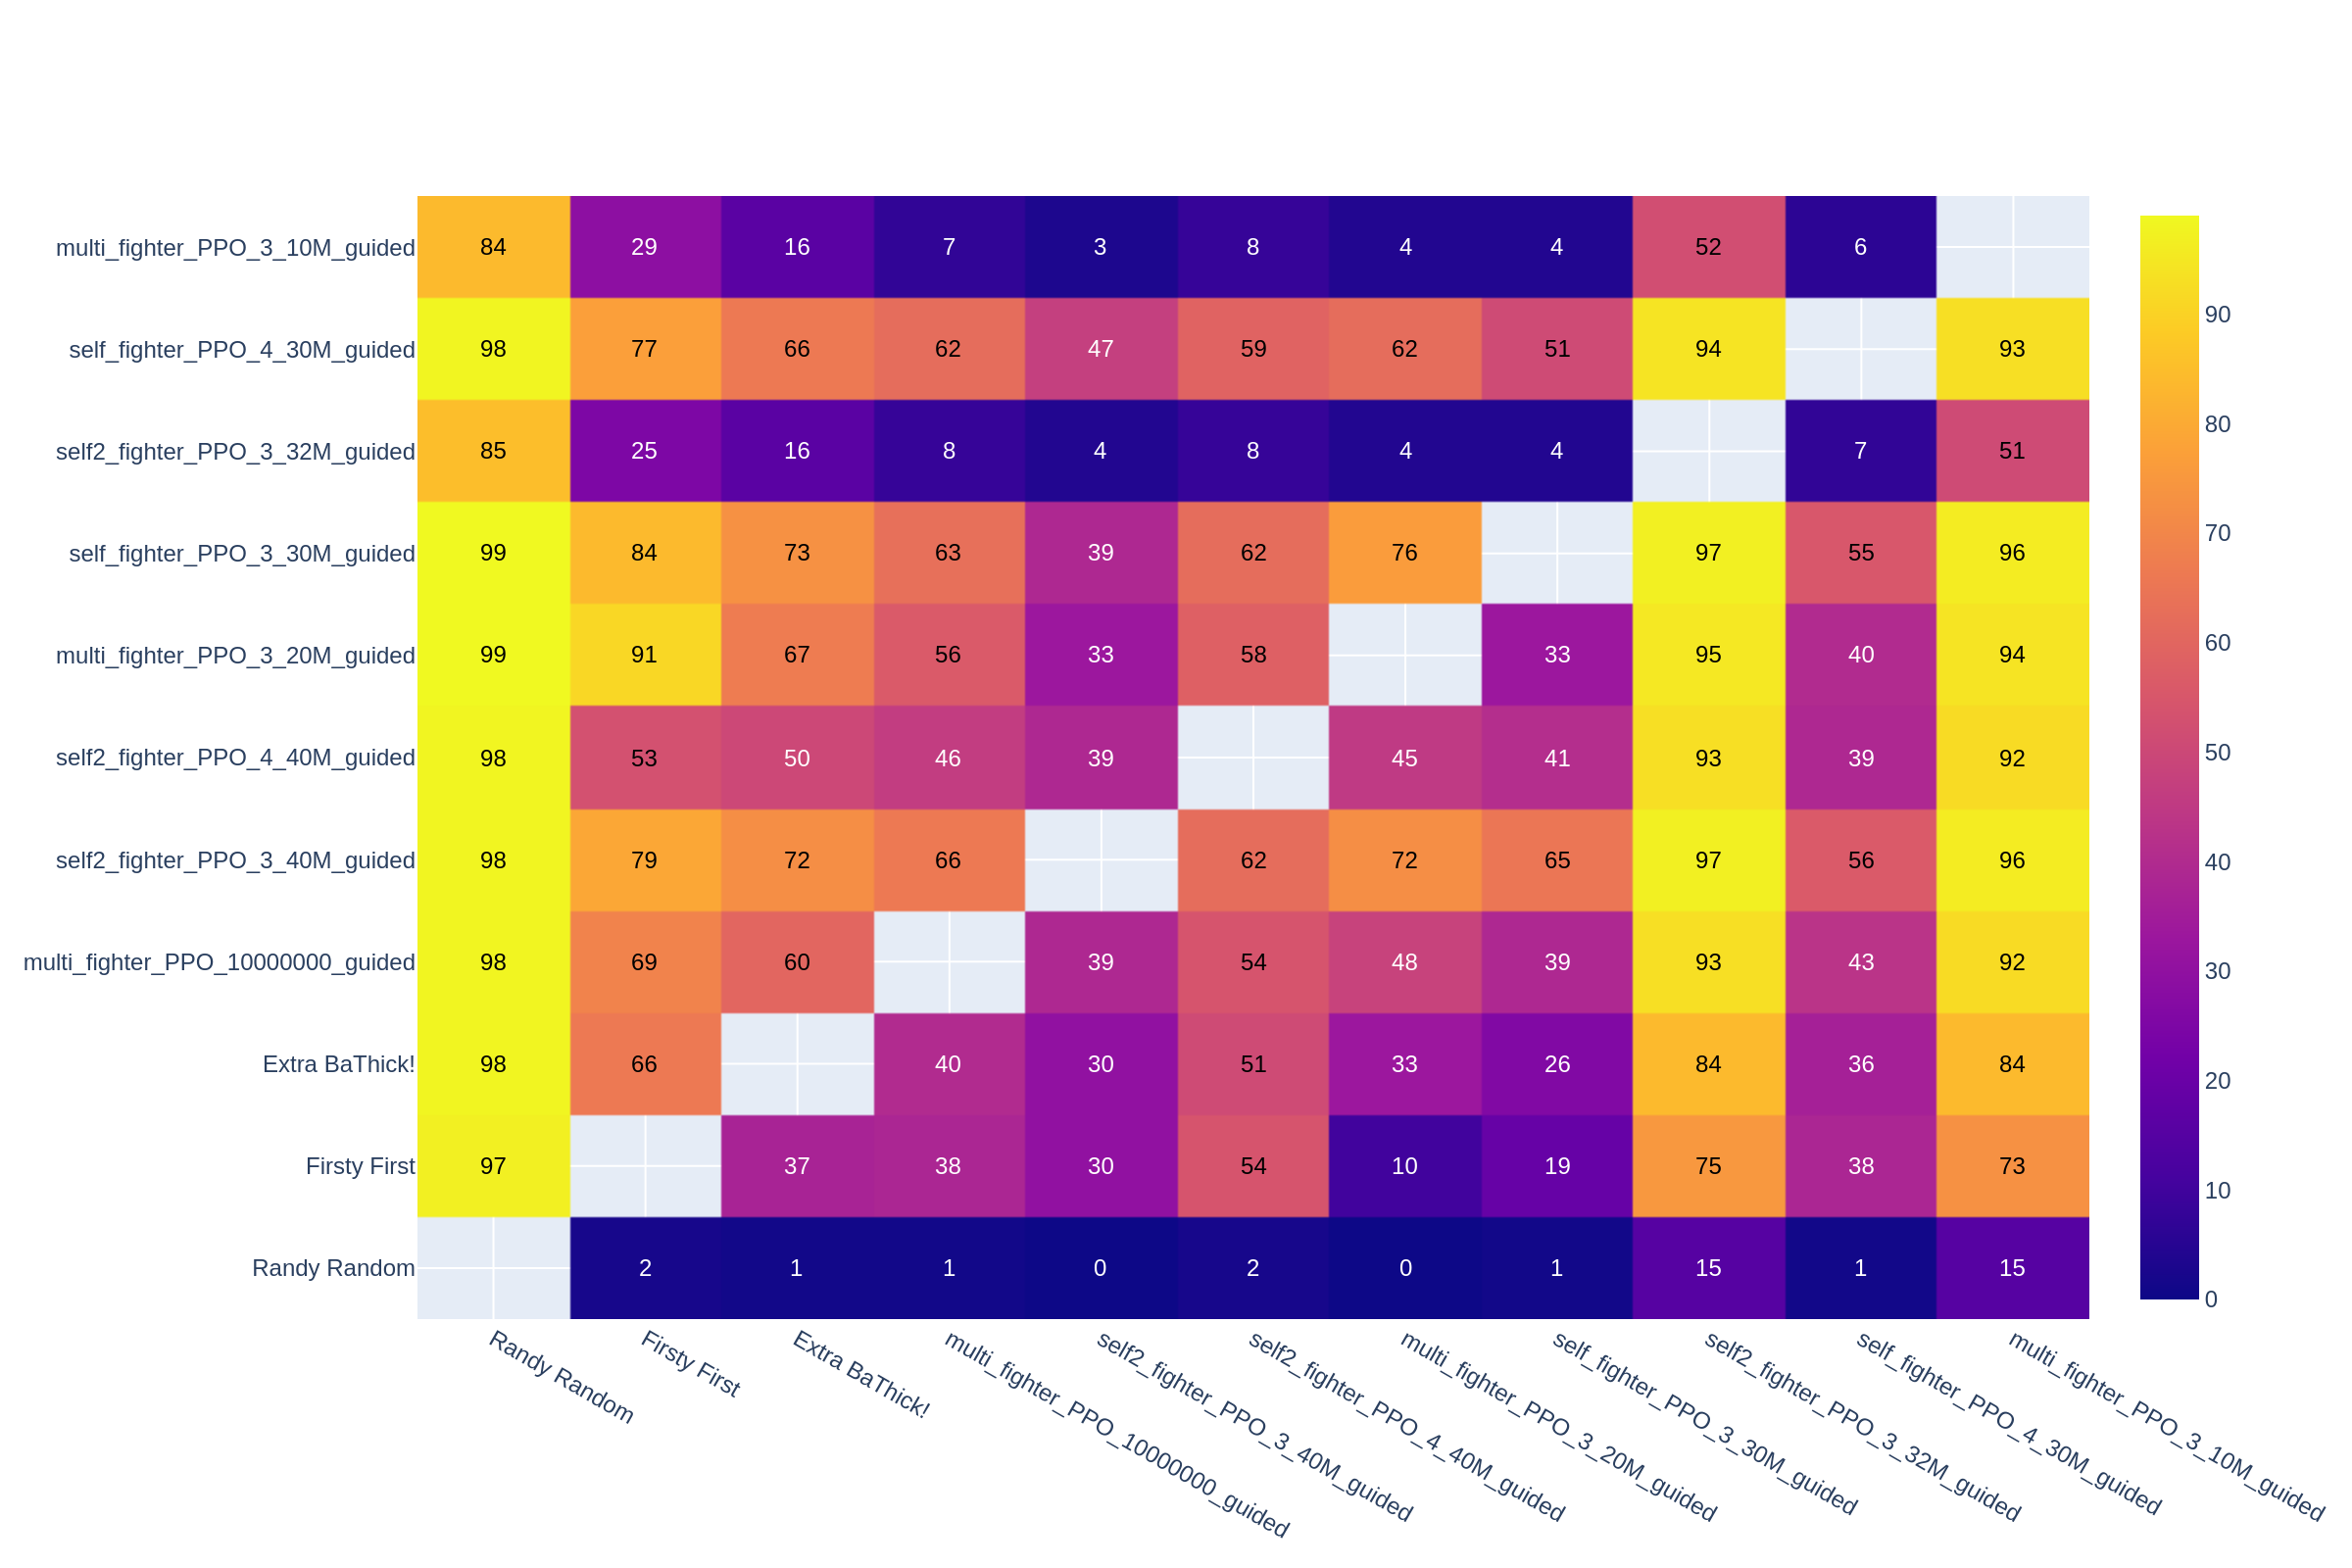 multi_fighter_PPO_3_10M_guided 84 29 16 7 3 8 4 4 52 6
self_fighter_PPO_4_30M_guided 98 77 66 62 47 59 62 51 94 93
self2_fighter_PPO_3_32M_guided 85 25 16 8 4 8 4 4 7 51
self_fighter_PPO_3_30M_guided 99 84 73 63 39 62 76 97 55 96
multi_fighter_PPO_3_20M_guided 99 91 67 56 33 58 33 95 40 94
self2_fighter_PPO_4_40M_guided 98 53 50 46 39 45 41 93 39 92
self2_fighter_PPO_3_40M_guided 98 79 72 66 62 72 65 97 56 96
multi_fighter_PPO_10000000_guided 98 69 60 39 54 48 39 93 43 92
Extra BaThick! 98 66 40 30 51 33 26 84 36 84
Firsty First 97 37 38 30 54 10 19 75 38 73
Randy Random 2 1 1 0 2 0 1 15 1 15
Randy Random
Firsty First
Extra BaThick!
multi_fighter_PPO_10000000_guided
self2_fighter_PPO_3_40M_guided
self2_fighter_PPO_4_40M_guided
multi_fighter_PPO_3_20M_guided
self_fighter_PPO_3_30M_guided
self2_fighter_PPO_3_32M_guided
self_fighter_PPO_4_30M_guided
multi_fighter_PPO_3_10M_guided
90
80
70
60
50
40
30
20
10
0